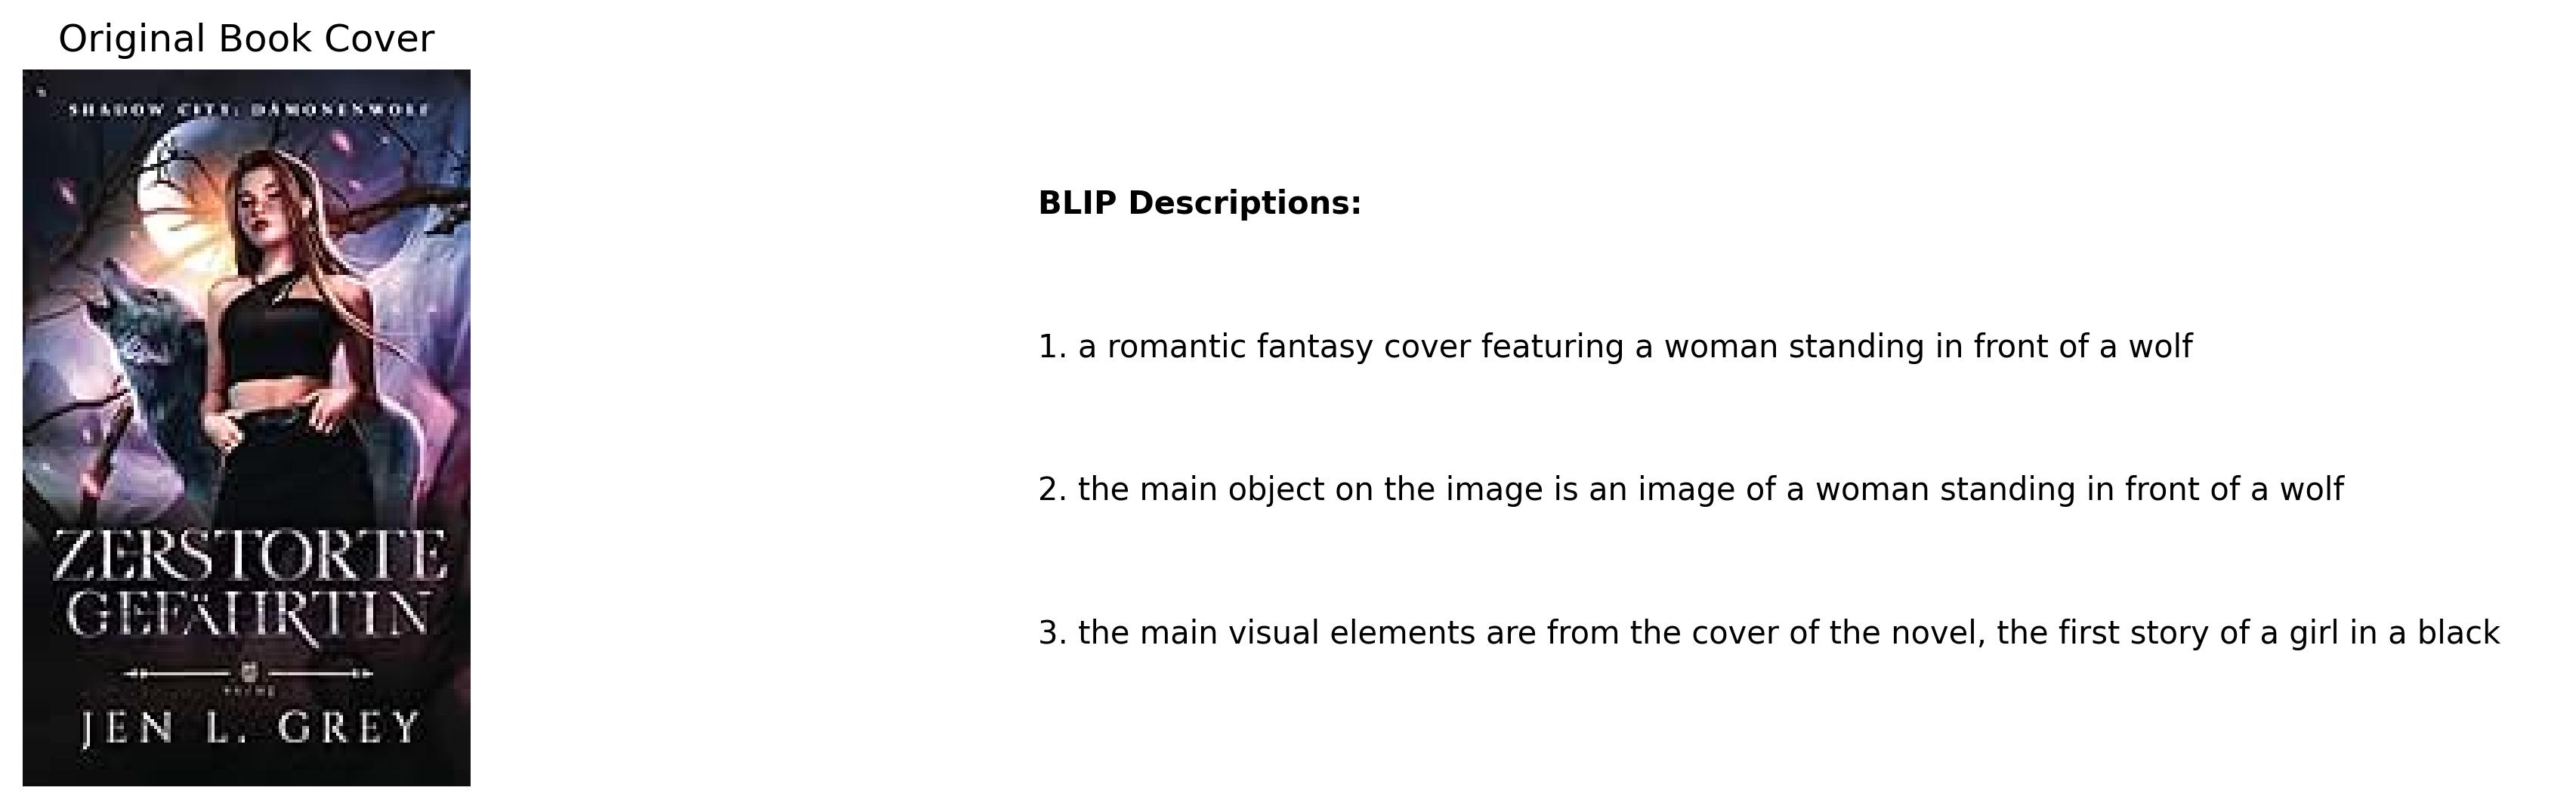 Original Book Cover
SHADOW CITY: DÄMONENWOLF
ZERSTÖRTE
GEFÄHRTIN
JEN L. GREY
BLIP Descriptions:
1. a romantic fantasy cover featuring a woman standing in front of a wolf
2. the main object on the image is an image of a woman standing in front of a wolf
3. the main visual elements are from the cover of the novel, the first story of a girl in a black